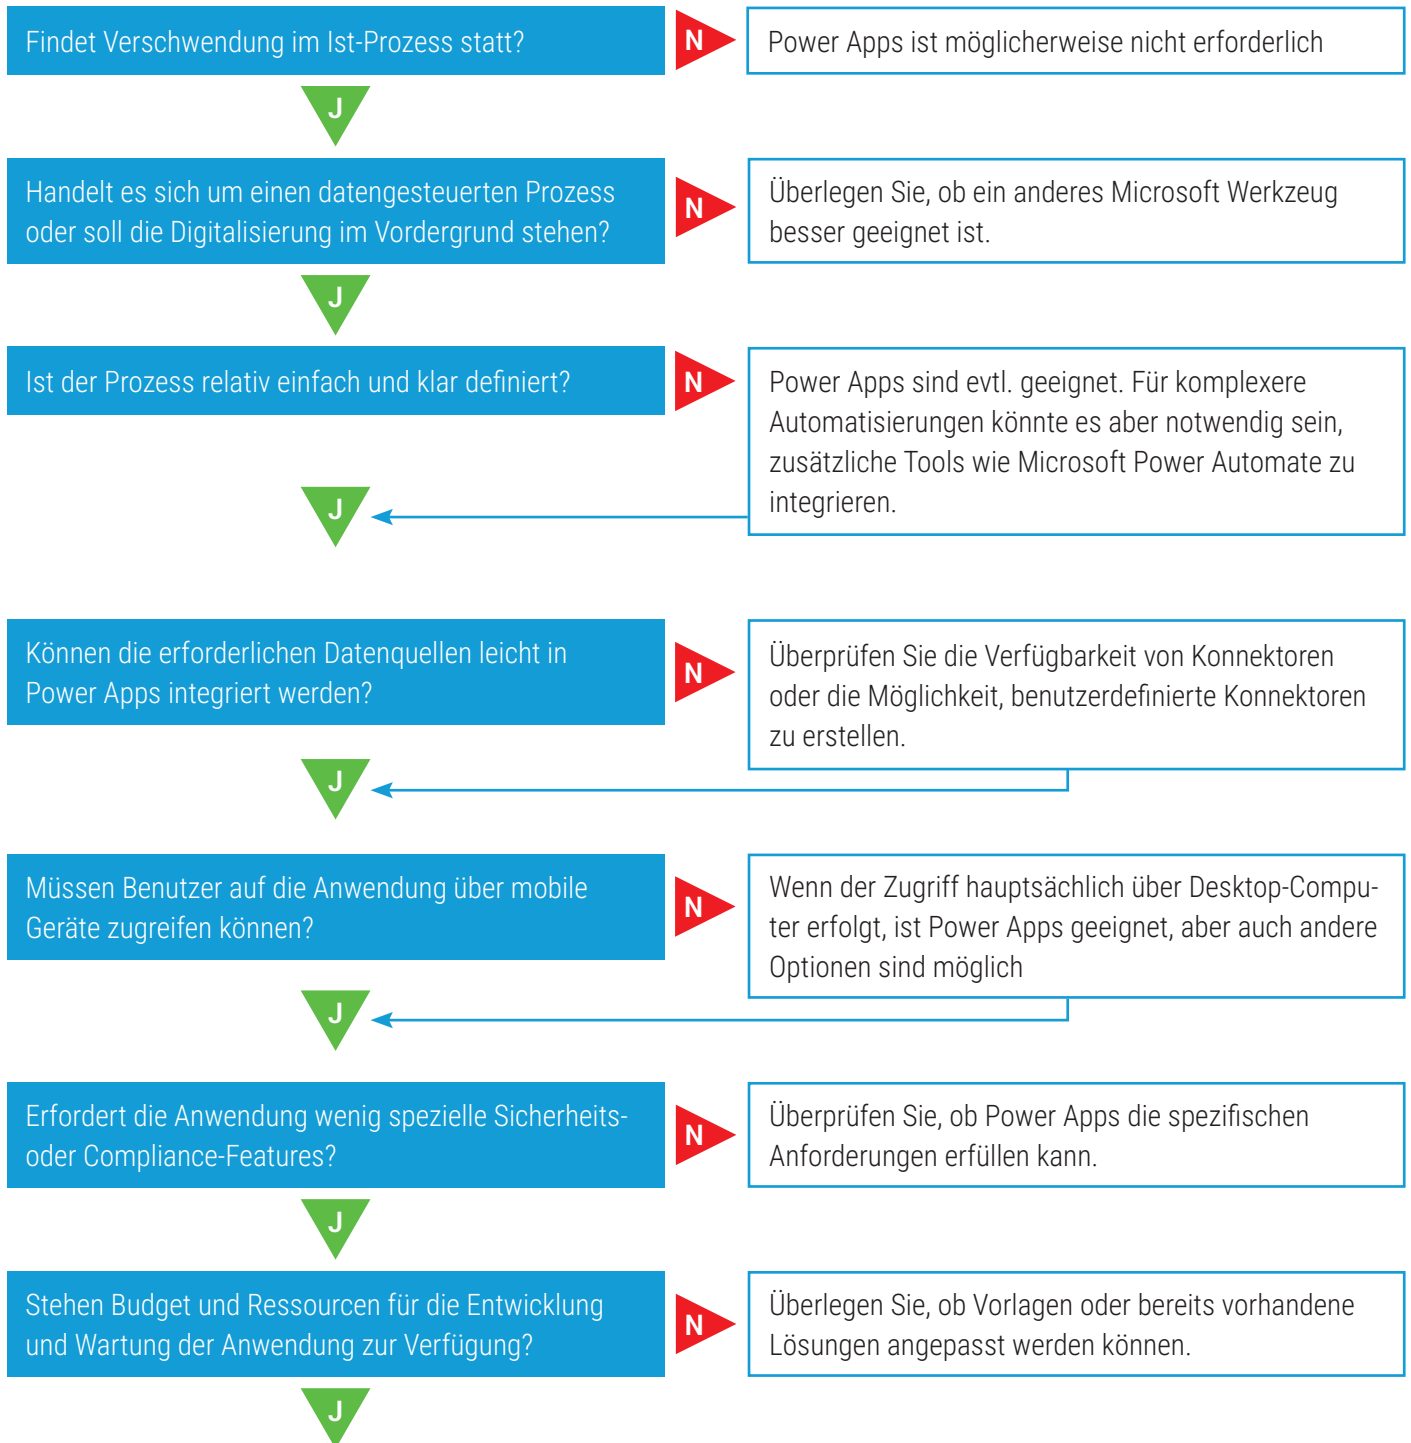 Findet Verschwendung im Ist-Prozess statt?
N
Power Apps ist möglicherweise nicht erforderlich
J
Handelt es sich um einen datengesteuerten Prozess
oder soll die Digitalisierung im Vordergrund stehen?
N
Überlegen Sie, ob ein anderes Microsoft Werkzeug
besser geeignet ist.
J
Ist der Prozess relativ einfach und klar definiert?
N
Power Apps sind evtl. geeignet. Für komplexere
Automatisierungen könnte es aber notwendig sein,
zusätzliche Tools wie Microsoft Power Automate zu
integrieren.
J
Können die erforderlichen Datenquellen leicht in
Power Apps integriert werden?
N
Überprüfen Sie die Verfügbarkeit von Konnektoren
oder die Möglichkeit, benutzerdefinierte Konnektoren
zu erstellen.
J
Müssen Benutzer auf die Anwendung über mobile
Geräte zugreifen können?
N
Wenn der Zugriff hauptsächlich über Desktop-Compu-
ter erfolgt, ist Power Apps geeignet, aber auch andere
Optionen sind möglich
J
Erfordert die Anwendung wenig spezielle Sicherheits-
oder Compliance-Features?
N
Überprüfen Sie, ob Power Apps die spezifischen
Anforderungen erfüllen kann.
J
Stehen Budget und Ressourcen für die Entwicklung
und Wartung der Anwendung zur Verfügung?
N
Überlegen Sie, ob Vorlagen oder bereits vorhandene
Lösungen angepasst werden können.
J